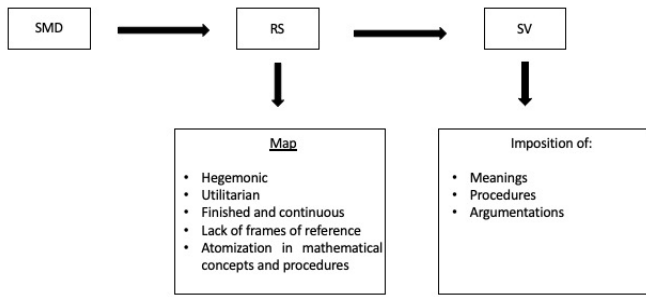 SMD
RS
SV
Map
• Hegemonic
• Utilitarian
• Finished and continuous
• Lack of frames of reference
• Atomization in mathematical
concepts and procedures
Imposition of:
• Meanings
• Procedures
• Argumentations